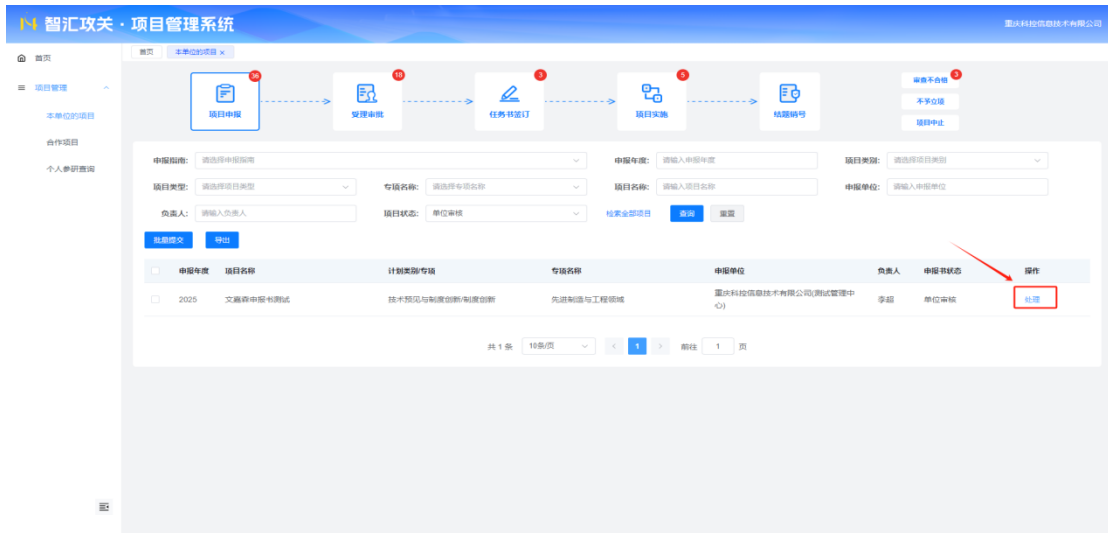 智汇攻关 · 项目管理系统
重庆科控信息技术有限公司
首页
项目管理
本单位的项目
合作项目
个人参研查询
首页 本单位的项目 ×
36 18 3 5 3
项目申报 受理审批 任务书签订 项目实施 结题销号
审查不合格
不予立项
项目中止
申报指南: 请选择申报指南 申报年度: 请输入申报年度 项目类别: 请选择项目类别
项目类型: 请选择项目类型 专项名称: 请选择专项名称 项目名称: 请输入项目名称 申报单位: 请输入申报单位
负责人: 请输入负责人 项目状态: 单位审核 检索全部项目 查询 重置
批量提交 导出
申报年度 项目名称 计划类别/专项 专项名称 申报单位 负责人 申报书状态 操作
2025 文嘉森申报书测试 技术预见与制度创新/制度创新 先进制造与工程领域 重庆科控信息技术有限公司(测试管理中
心) 李超 单位审核 处理
共 1 条 10条/页 < 1 > 前往 1 页